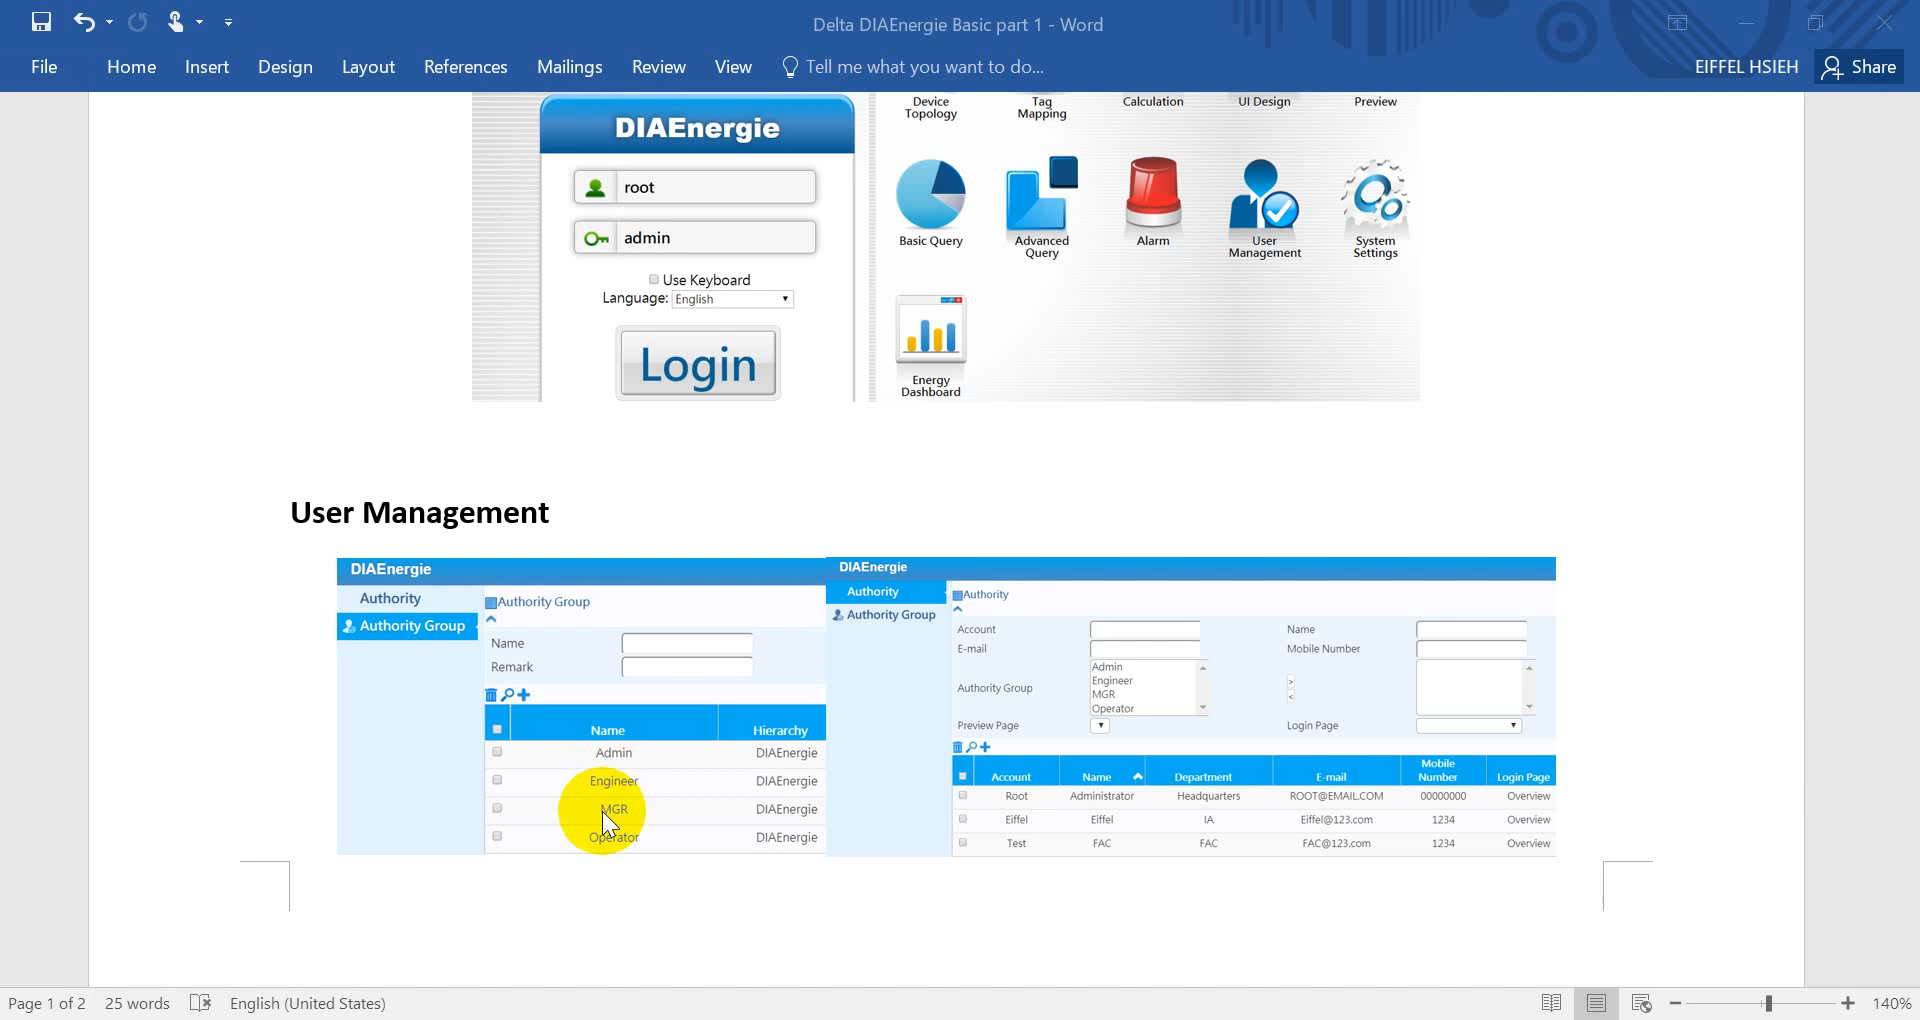 Delta DIAEnergie Basic part 1 - Word
File Home Insert Design Layout References Mailings Review View Tell me what you want to do... EIFFEL HSIEH Share
DIAEnergie
root
admin
Use Keyboard
Language: English
Login
Device
Topology
Tag
Mapping
Calculation
UI Design
Preview
Basic Query
Advanced
Query
Alarm
User
Management
System
Settings
Energy
Dashboard
User Management
DIAEnergie
Authority
Authority Group
Authority Group
Name
Remark
Name Hierarchy
Admin DIAEnergie
Engineer DIAEnergie
MGR DIAEnergie
Operator DIAEnergie
DIAEnergie
Authority
Authority Group
Authority
Account Name
E-mail Mobile Number
Authority Group
Admin
Engineer
MGR
Operator
>
<
Preview Page Login Page
Account Name Department E-mail Mobile Number Login Page
Root Administrator Headquarters ROOT@EMAIL.COM 00000000 Overview
Eiffel Eiffel IA Eiffel@123.com 1234 Overview
Test FAC FAC FAC@123.com 1234 Overview
Page 1 of 2 25 words English (United States) 140%